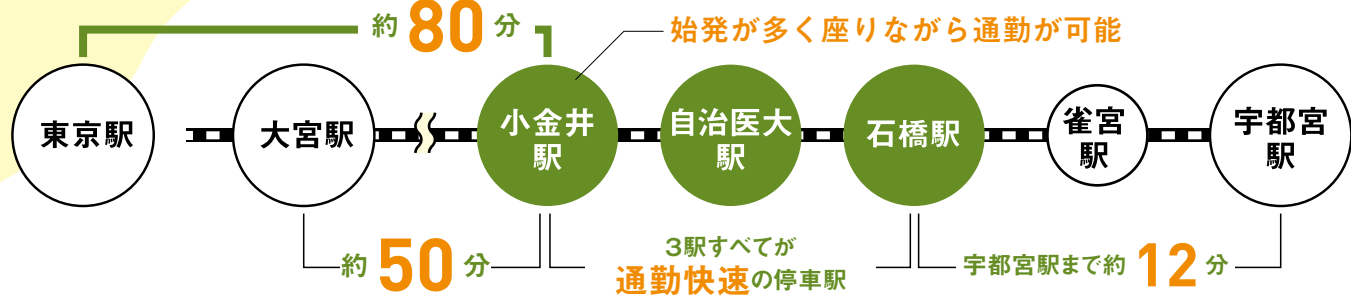 約80分
始発が多く座りながら通勤が可能
東京駅
大宮駅
小金井
駅
自治医大
駅
石橋駅
雀宮
駅
宇都宮
駅
約50分
3駅すべてが
通勤快速の停車駅
宇都宮駅まで約12分